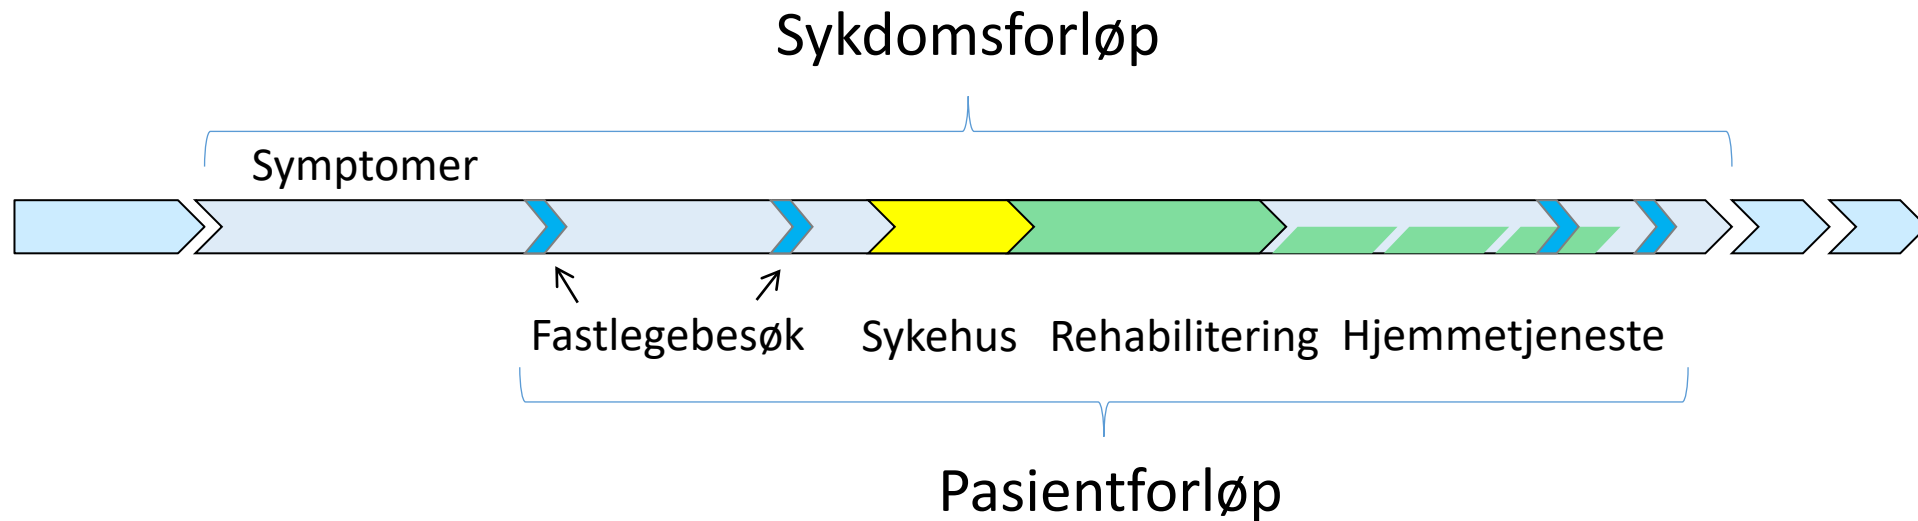 Sykdomsforløp
Symptomer
Fastlegebesøk
Sykehus
Rehabilitering
Hjemmetjeneste
Pasientforløp